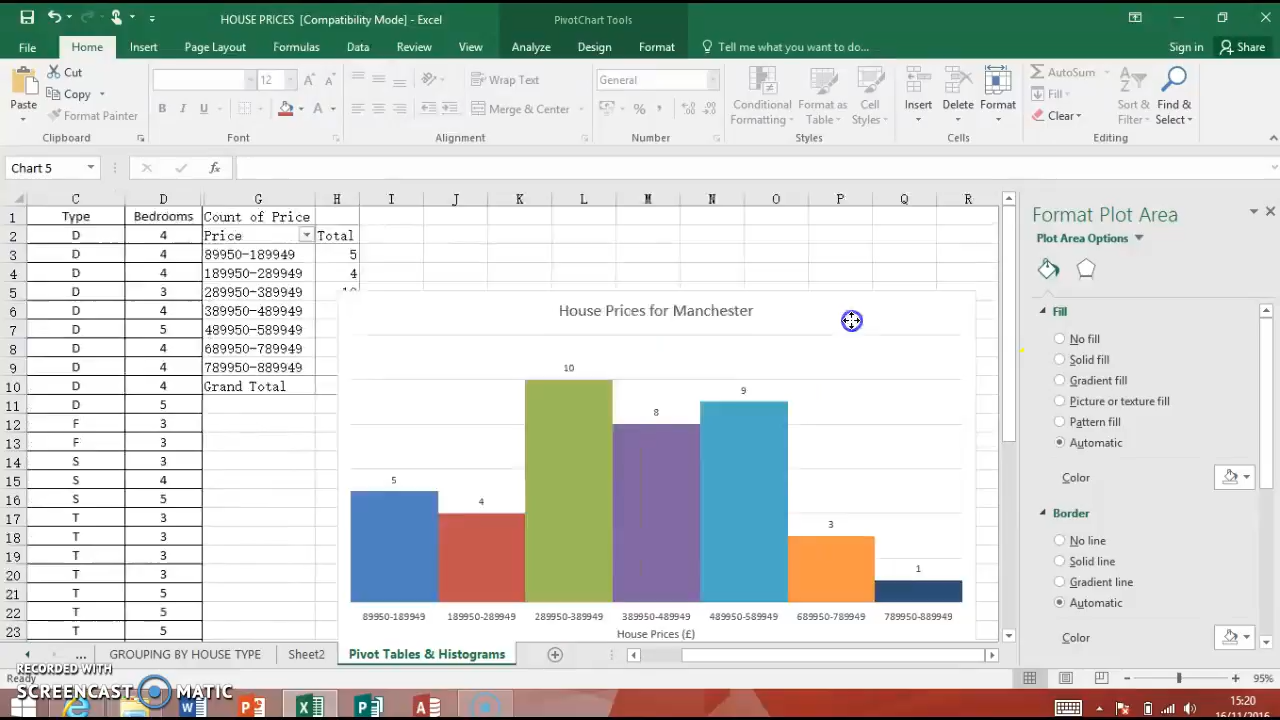 HOUSE PRICES [Compatibility Mode] - Excel
PivotChart Tools
File Home Insert Page Layout Formulas Data Review View Analyze Design Format Tell me what you want to do... Sign in Share
Cut
Copy
Format Painter
Paste
Clipboard
12
Font
Wrap Text
Merge & Center
Alignment
General
Number
Conditional Formatting
Format as Table
Cell Styles
Styles
Insert
Delete
Format
Cells
AutoSum
Fill
Clear
Sort & Filter
Find & Select
Editing
Chart 5
fx
C D G H I J K L M N O P Q R
1 Type Bedrooms Count of Price
2 D 4 Price Total
3 D 4 89950-189949 5
4 D 4 189950-289949 4
5 D 3 289950-389949 10
6 D 4 389950-489949
7 D 5 489950-589949
8 D 4 689950-789949
9 D 4 789950-889949
10 D 4 Grand Total
11 D 5
12 F 3
13 F 3
14 S 3
15 S 4
16 S 5
17 T 3
18 T 3
19 T 3
20 T 3
21 T 5
22 T 5
23 T 5
House Prices for Manchester
5 4 10 8 9 3 1
89950-189949 189950-289949 289950-389949 389950-489949 489950-589949 689950-789949 789950-889949
House Prices (£)
Format Plot Area
Plot Area Options
Fill
No fill
Solid fill
Gradient fill
Picture or texture fill
Pattern fill
Automatic
Color
Border
No line
Solid line
Gradient line
Automatic
Color
... GROUPING BY HOUSE TYPE Sheet2 Pivot Tables & Histograms
Ready
95%
RECORDED WITH
SCREENCAST MATIC
15:20
16/11/2016